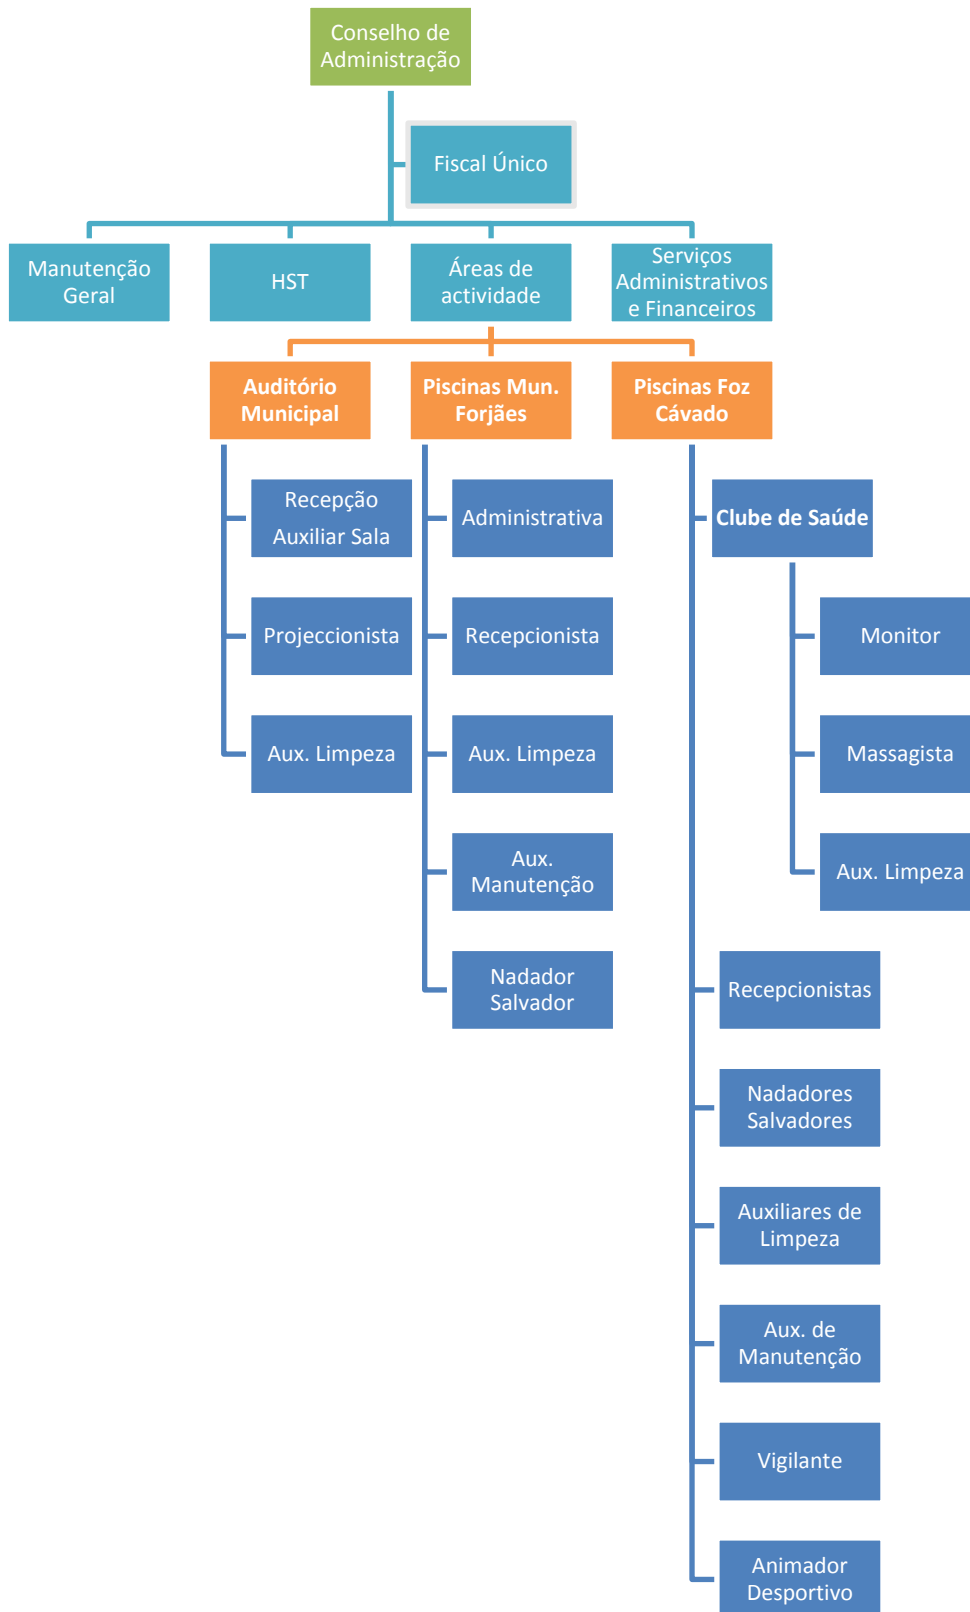 Conselho de
Administração
Fiscal Único
Manutenção
Geral
HST
Áreas de
actividade
Serviços
Administrativos
e Financeiros
Auditório
Municipal
Piscinas Mun.
Forjães
Piscinas Foz
Cávado
Recepção
Auxiliar Sala
Projeccionista
Aux. Limpeza
Administrativa
Recepcionista
Aux. Limpeza
Aux.
Manutenção
Nadador
Salvador
Clube de Saúde
Monitor
Massagista
Aux. Limpeza
Recepcionistas
Nadadores
Salvadores
Auxiliares de
Limpeza
Aux. de
Manutenção
Vigilante
Animador
Desportivo